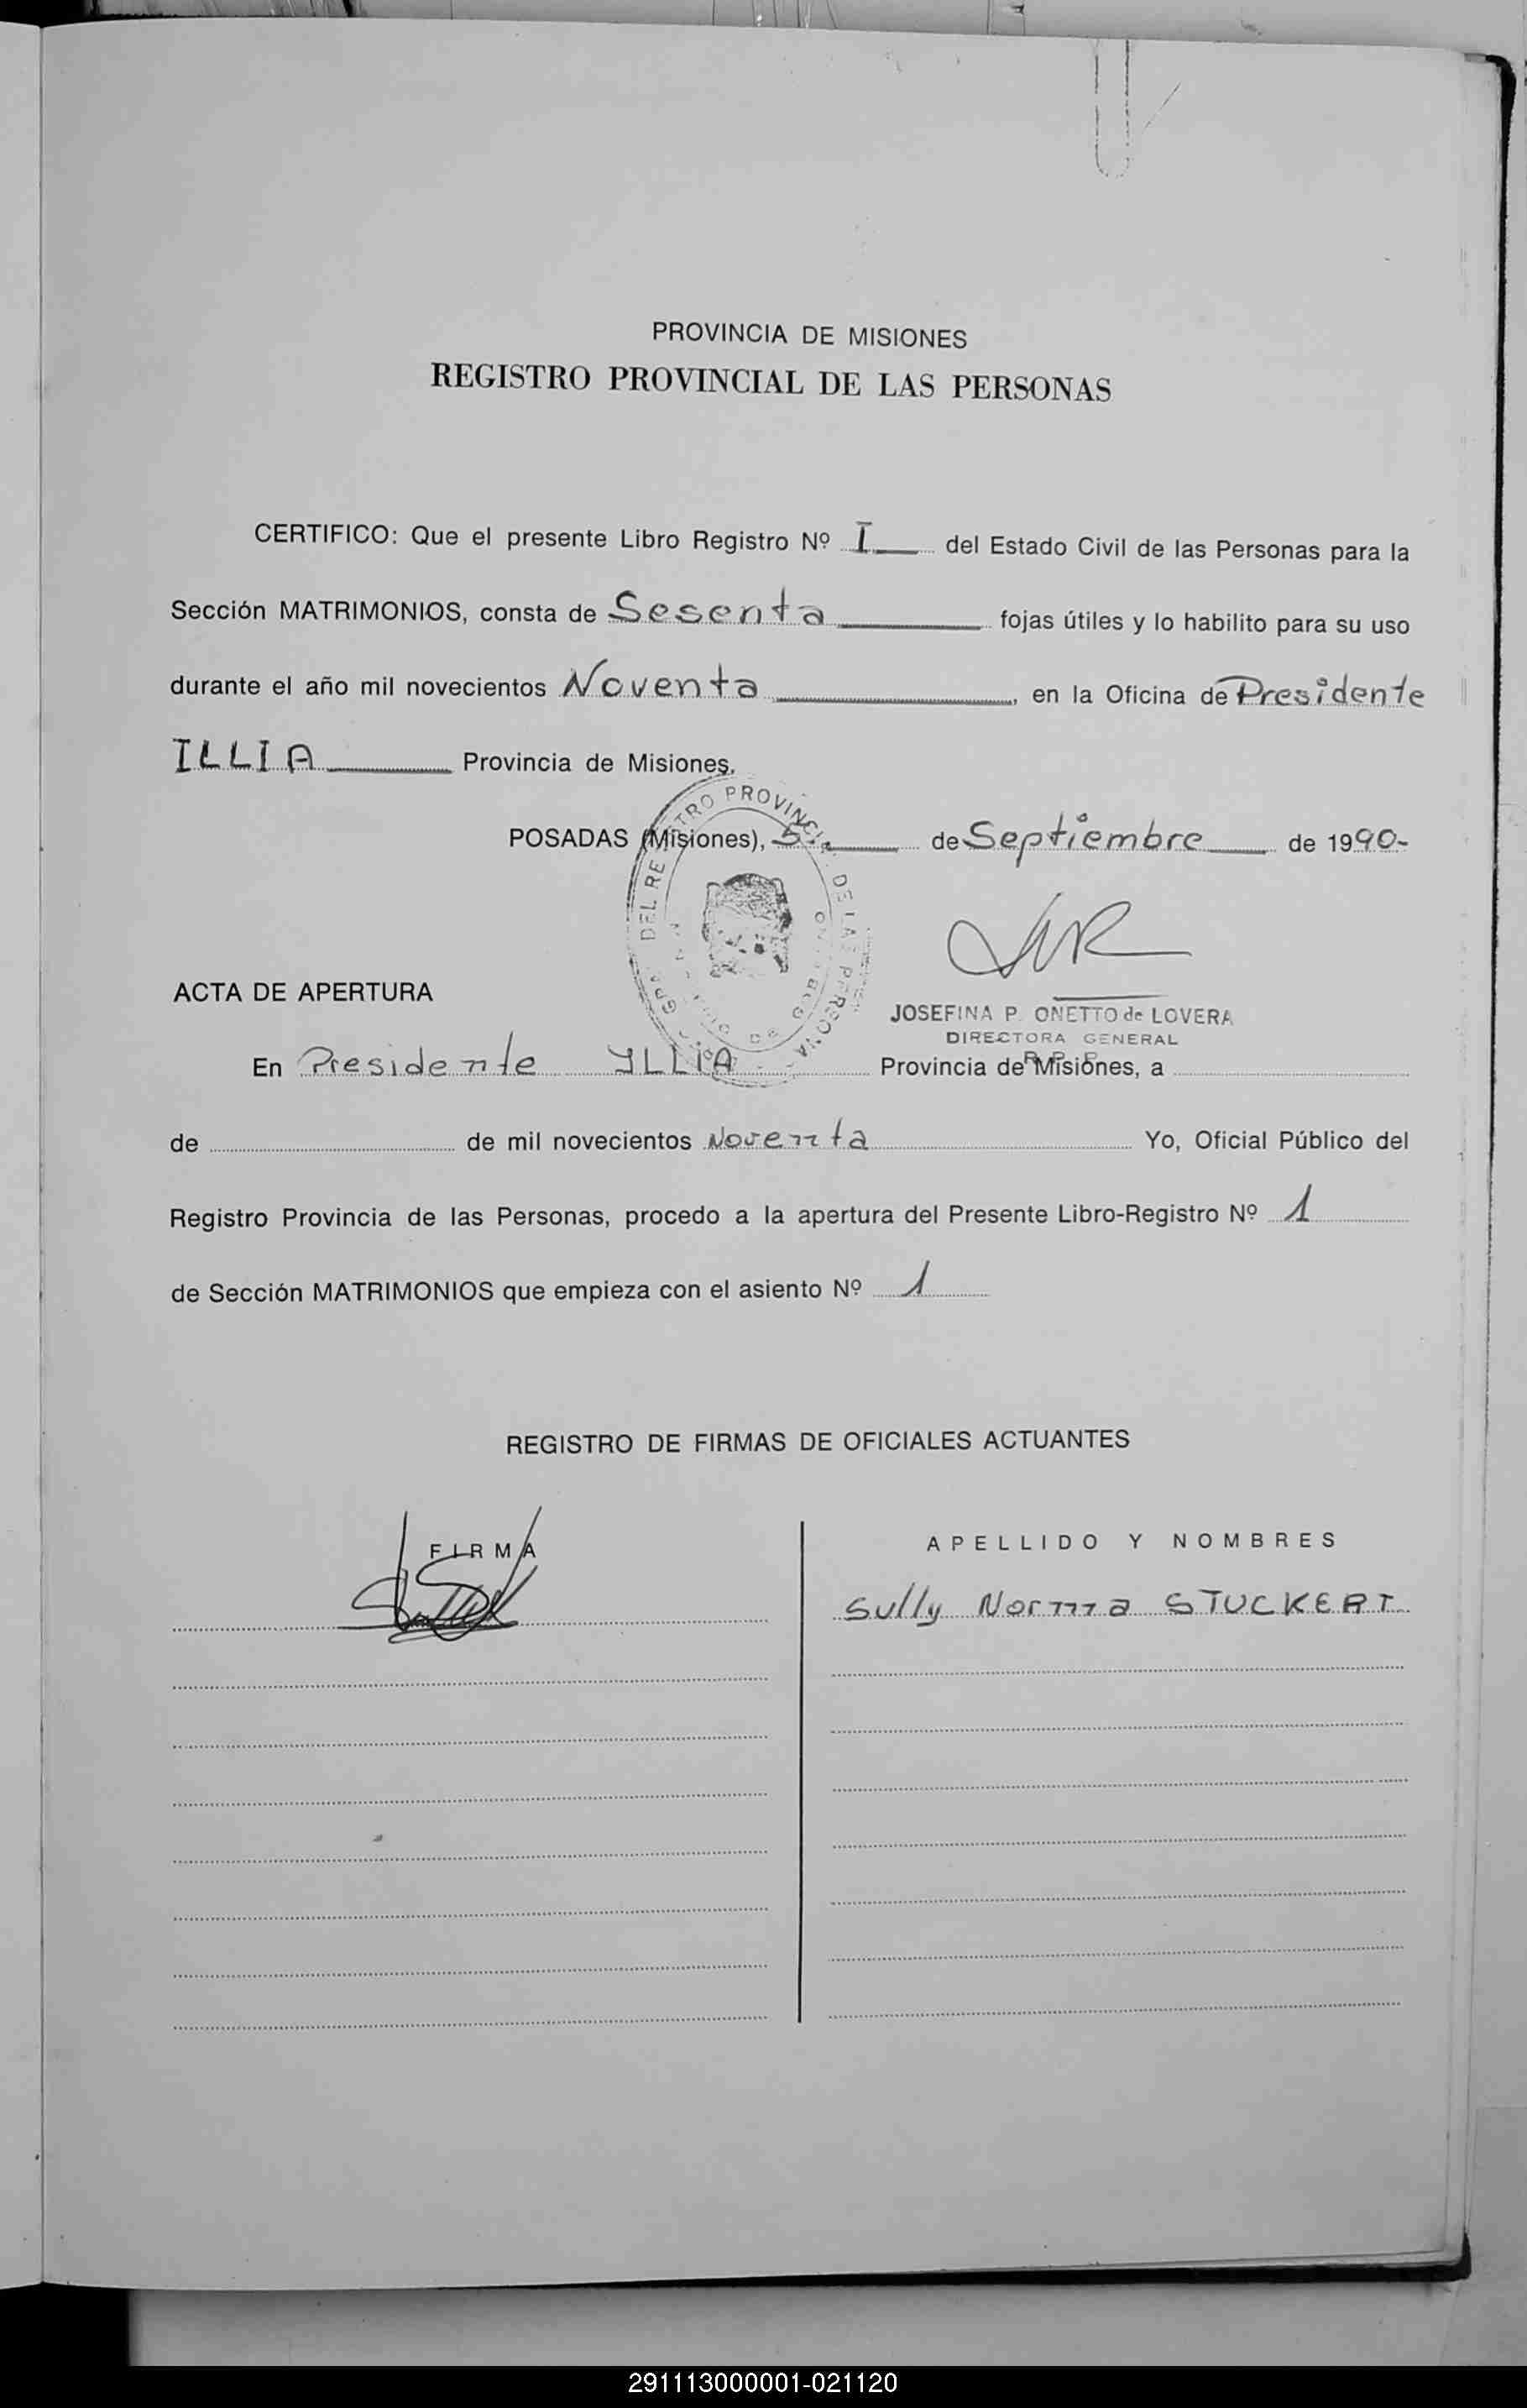 PROVINCIA DE MISIONES
REGISTRO PROVINCIAL DE LAS PERSONAS
CERTIFICO: Que el presente Libro Registro Nº I del Estado Civil de las Personas para la
Sección MATRIMONIOS, consta de Sesenta fojas útiles y lo habilito para su uso
durante el año mil novecientos Noventa, en la Oficina de Presidente
ILLIA Provincia de Misiones.
POSADAS (Misiones), 5 de Septiembre de 1990-
JOSEFINA P. ONETTO de LOVERA
DIRECTORA GENERAL
R. P. P.
ACTA DE APERTURA
En Presidente YLLIA Provincia de Misiones, a
de de mil novecientos Noventa Yo, Oficial Público del
Registro Provincia de las Personas, procedo a la apertura del Presente Libro-Registro Nº 1
de Sección MATRIMONIOS que empieza con el asiento Nº 1
REGISTRO DE FIRMAS DE OFICIALES ACTUANTES
FIRMA APELLIDO Y NOMBRES
Sully Norma STUCKERT
291113000001-021120